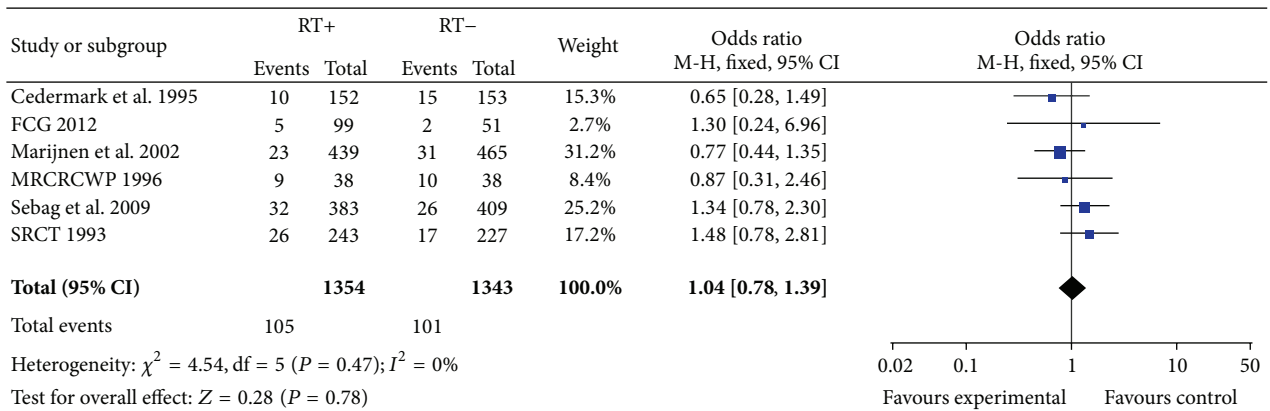 Study or subgroup RT+ RT− Weight Odds ratio Odds ratio
Events Total Events Total M-H, fixed, 95% CI M-H, fixed, 95% CI
Cedermark et al. 1995 10 152 15 153 15.3% 0.65 [0.28, 1.49]
FCG 2012 5 99 2 51 2.7% 1.30 [0.24, 6.96]
Marijnen et al. 2002 23 439 31 465 31.2% 0.77 [0.44, 1.35]
MRCRCWP 1996 9 38 10 38 8.4% 0.87 [0.31, 2.46]
Sebag et al. 2009 32 383 26 409 25.2% 1.34 [0.78, 2.30]
SRCT 1993 26 243 17 227 17.2% 1.48 [0.78, 2.81]
Total (95% CI) 1354 1343 100.0% 1.04 [0.78, 1.39]
Total events 105 101
Heterogeneity: χ² = 4.54, df = 5 (P = 0.47); I² = 0%
Test for overall effect: Z = 0.28 (P = 0.78)
0.02 0.1 1 10 50
Favours experimental Favours control